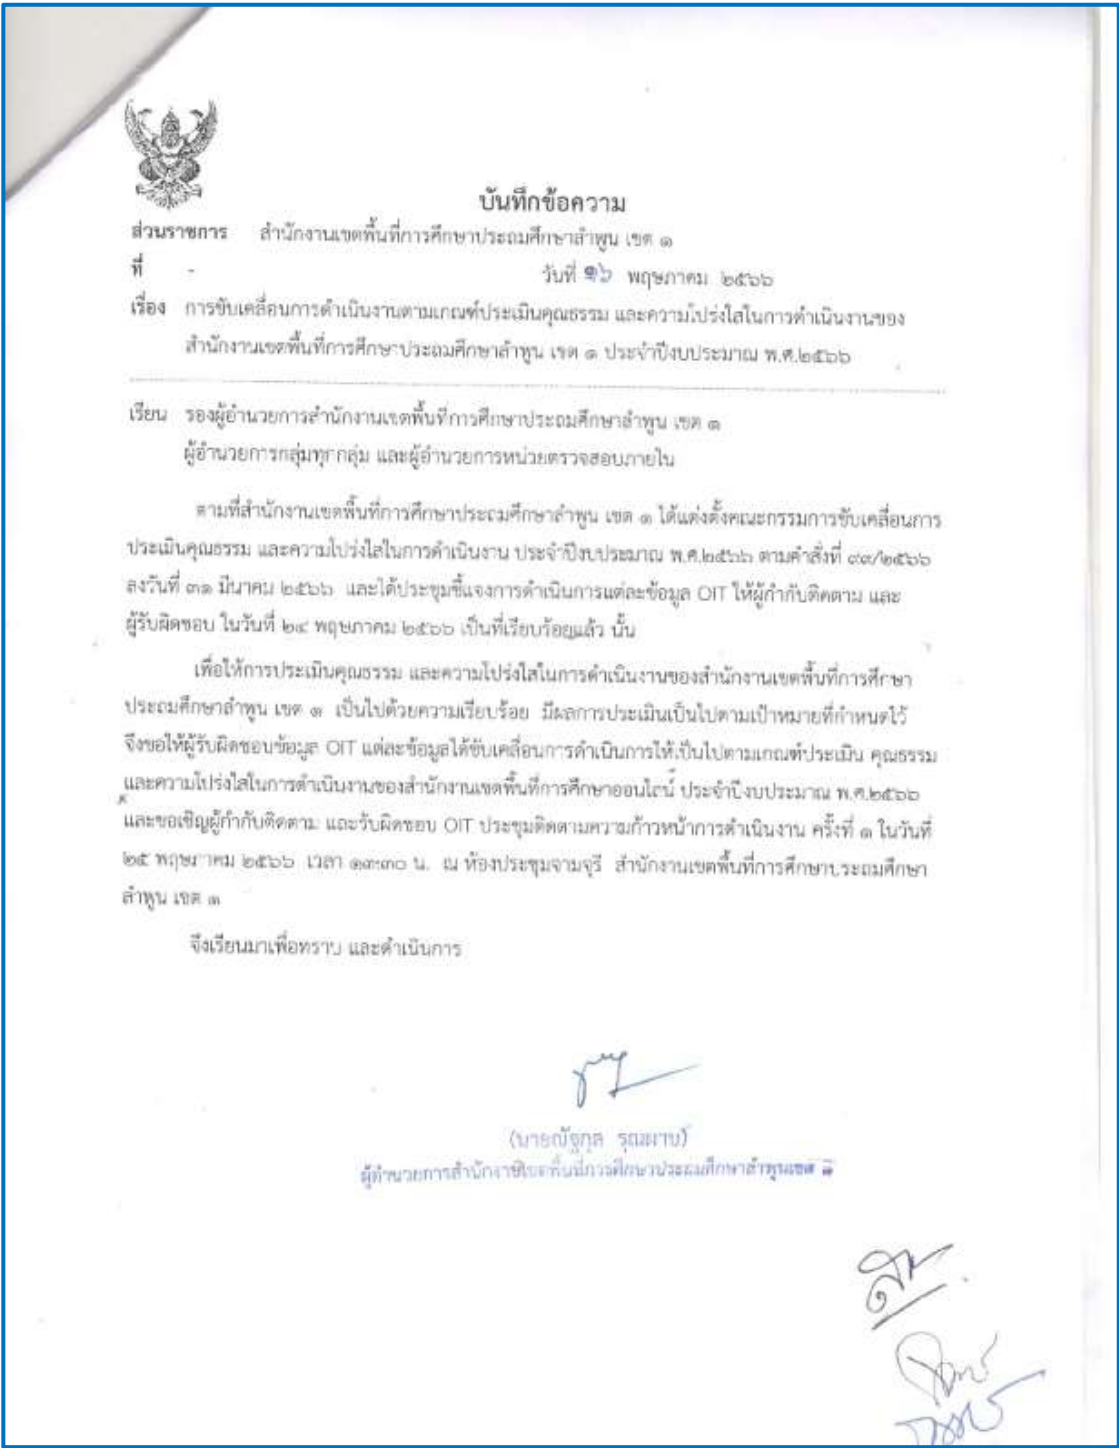 บันทึกข้อความ
ส่วนราชการ สำนักงานเขตพื้นที่การศึกษาประถมศึกษาลำพูน เขต ๑
ที่ -
วันที่ ๑๖ พฤษภาคม ๒๕๖๖
เรื่อง การขับเคลื่อนการดำเนินงานตามเกณฑ์ประเมินคุณธรรม และความโปร่งใสในการดำเนินงานของ
สำนักงานเขตพื้นที่การศึกษาประถมศึกษาลำพูน เขต ๑ ประจำปีงบประมาณ พ.ศ.๒๕๖๖
เรียน รองผู้อำนวยการสำนักงานเขตพื้นที่การศึกษาประถมศึกษาลำพูน เขต ๑
ผู้อำนวยการกลุ่มทุกกลุ่ม และผู้อำนวยการหน่วยตรวจสอบภายใน
ตามที่สำนักงานเขตพื้นที่การศึกษาประถมศึกษาลำพูน เขต ๑ ได้แต่งตั้งคณะกรรมการขับเคลื่อนการ
ประเมินคุณธรรม และความโปร่งใสในการดำเนินงาน ประจำปีงบประมาณ พ.ศ.๒๕๖๖ ตามคำสั่งที่ ๙๙/๒๕๖๖
ลงวันที่ ๓๑ มีนาคม ๒๕๖๖ และได้ประชุมชี้แจงการดำเนินการแต่ละข้อมูล OIT ให้ผู้กำกับติดตาม และ
ผู้รับผิดชอบ ในวันที่ ๒๔ พฤษภาคม ๒๕๖๖ เป็นที่เรียบร้อยแล้ว นั้น
เพื่อให้การประเมินคุณธรรม และความโปร่งใสในการดำเนินงานของสำนักงานเขตพื้นที่การศึกษา
ประถมศึกษาลำพูน เขต ๑ เป็นไปด้วยความเรียบร้อย มีผลการประเมินเป็นไปตามเป้าหมายที่กำหนดไว้
จึงขอให้ผู้รับผิดชอบข้อมูล OIT แต่ละข้อมูลได้ขับเคลื่อนการดำเนินการให้เป็นไปตามเกณฑ์ประเมิน คุณธรรม
และความโปร่งใสในการดำเนินงานของสำนักงานเขตพื้นที่การศึกษาออนไลน์ ประจำปีงบประมาณ พ.ศ.๒๕๖๖
และขอเชิญผู้กำกับติดตาม และรับผิดชอบ OIT ประชุมติดตามความก้าวหน้าการดำเนินงาน ครั้งที่ ๑ ในวันที่
๒๕ พฤษภาคม ๒๕๖๖ เวลา ๑๓:๓๐ น. ณ ห้องประชุมจามจุรี สำนักงานเขตพื้นที่การศึกษาประถมศึกษา
ลำพูน เขต ๑
จึงเรียนมาเพื่อทราบ และดำเนินการ
(นายณัฐกุล
ผู้อำนวยการสำนักงานเขตพื้นที่การศึกษาประถมศึกษาลำพูนเขต ๑